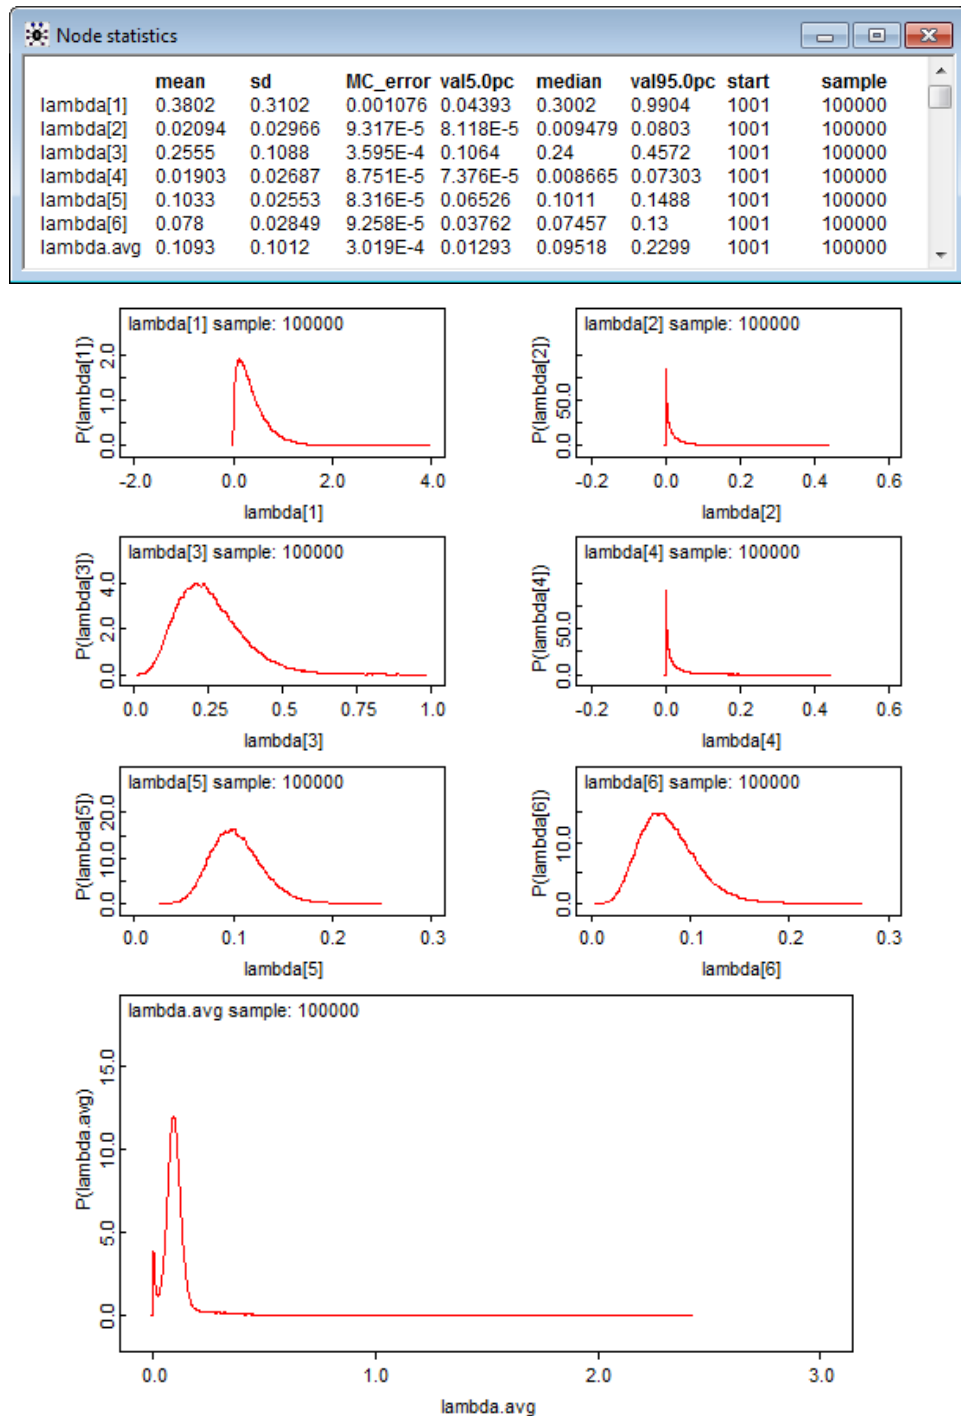 Node statistics
mean sd MC_error val5.0pc median val95.0pc start sample
lambda[1] 0.3802 0.3102 0.001076 0.04393 0.3002 0.9904 1001 100000
lambda[2] 0.02094 0.02966 9.317E-5 8.118E-5 0.009479 0.0803 1001 100000
lambda[3] 0.2555 0.1088 3.595E-4 0.1064 0.24 0.4572 1001 100000
lambda[4] 0.01903 0.02687 8.751E-5 7.376E-5 0.008665 0.07303 1001 100000
lambda[5] 0.1033 0.02553 8.316E-5 0.06526 0.1011 0.1488 1001 100000
lambda[6] 0.078 0.02849 9.258E-5 0.03762 0.07457 0.13 1001 100000
lambda.avg 0.1093 0.1012 3.019E-4 0.01293 0.09518 0.2299 1001 100000
lambda[1] sample: 100000
P(lambda[1])
0.0 1.0 2.0
-2.0 0.0 2.0 4.0
lambda[1]
lambda[2] sample: 100000
P(lambda[2])
0.0 50.0
-0.2 0.0 0.2 0.4 0.6
lambda[2]
lambda[3] sample: 100000
P(lambda[3])
0.0 2.0 4.0
0.0 0.25 0.5 0.75 1.0
lambda[3]
lambda[4] sample: 100000
P(lambda[4])
0.0 50.0
-0.2 0.0 0.2 0.4 0.6
lambda[4]
lambda[5] sample: 100000
P(lambda[5])
0.0 10.0 20.0
0.0 0.1 0.2 0.3
lambda[5]
lambda[6] sample: 100000
P(lambda[6])
0.0 10.0
0.0 0.1 0.2 0.3
lambda[6]
lambda.avg sample: 100000
P(lambda.avg)
0.0 5.0 10.0 15.0
0.0 1.0 2.0 3.0
lambda.avg